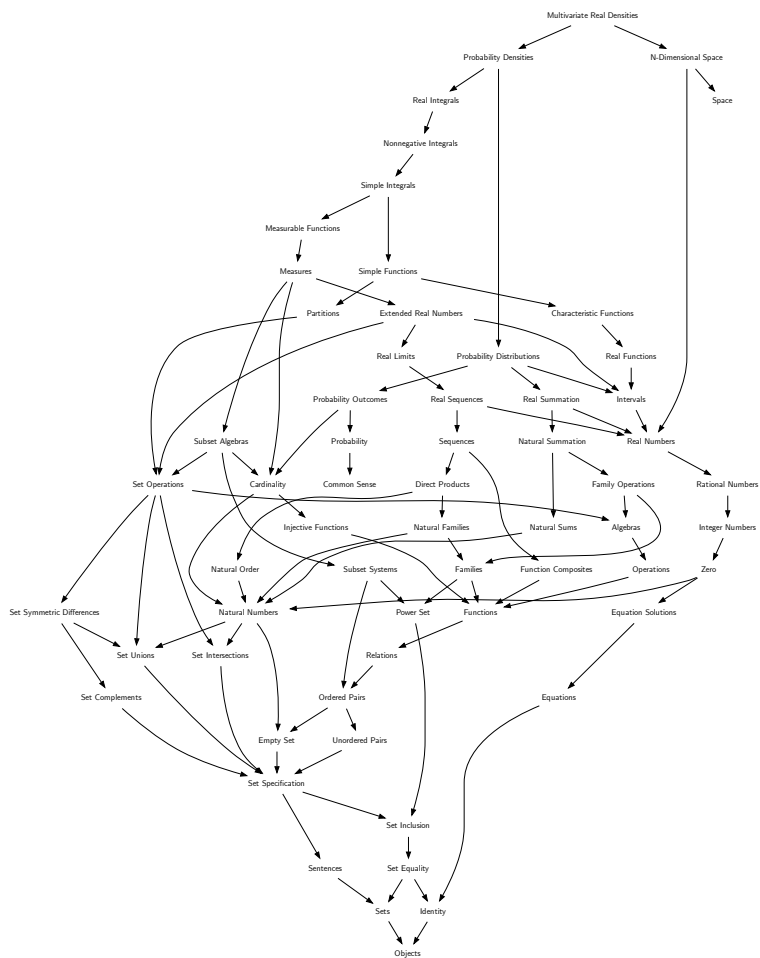 Multivariate Real Densities
Probability Densities
N-Dimensional Space
Real Integrals
Space
Nonnegative Integrals
Simple Integrals
Measurable Functions
Measures
Simple Functions
Partitions
Extended Real Numbers
Characteristic Functions
Real Limits
Probability Distributions
Real Functions
Probability Outcomes
Real Sequences
Real Summation
Intervals
Subset Algebras
Probability
Sequences
Natural Summation
Real Numbers
Set Operations
Cardinality
Common Sense
Direct Products
Family Operations
Rational Numbers
Injective Functions
Natural Families
Natural Sums
Algebras
Integer Numbers
Natural Order
Subset Systems
Families
Function Composites
Operations
Zero
Set Symmetric Differences
Natural Numbers
Power Set
Functions
Equation Solutions
Set Unions
Set Intersections
Relations
Set Complements
Ordered Pairs
Equations
Empty Set
Unordered Pairs
Set Specification
Set Inclusion
Sentences
Set Equality
Sets
Identity
Objects